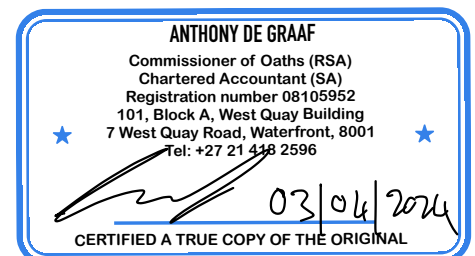 ANTHONY DE GRAAF
Commissioner of Oaths (RSA)
Chartered Accountant (SA)
Registration number 08105952
101, Block A, West Quay Building
7 West Quay Road, Waterfront, 8001
Tel: +27 21 418 2596
03/04/2024
CERTIFIED A TRUE COPY OF THE ORIGINAL